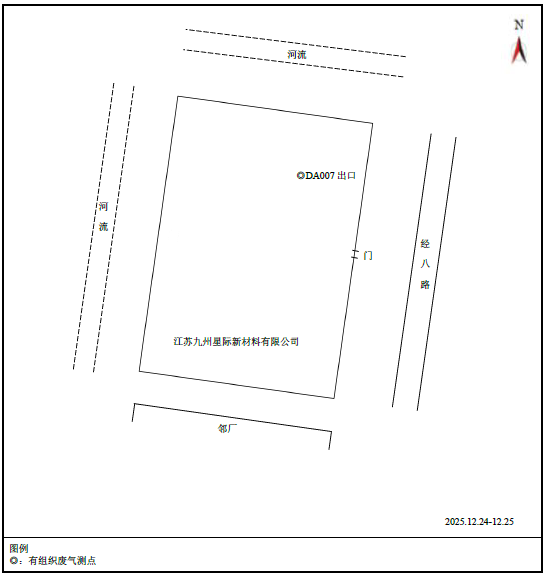 N
河流
◎DA007 出口
河流
经八路
门
江苏九州星际新材料有限公司
邻厂
2025.12.24-12.25
图例
◎：有组织废气测点